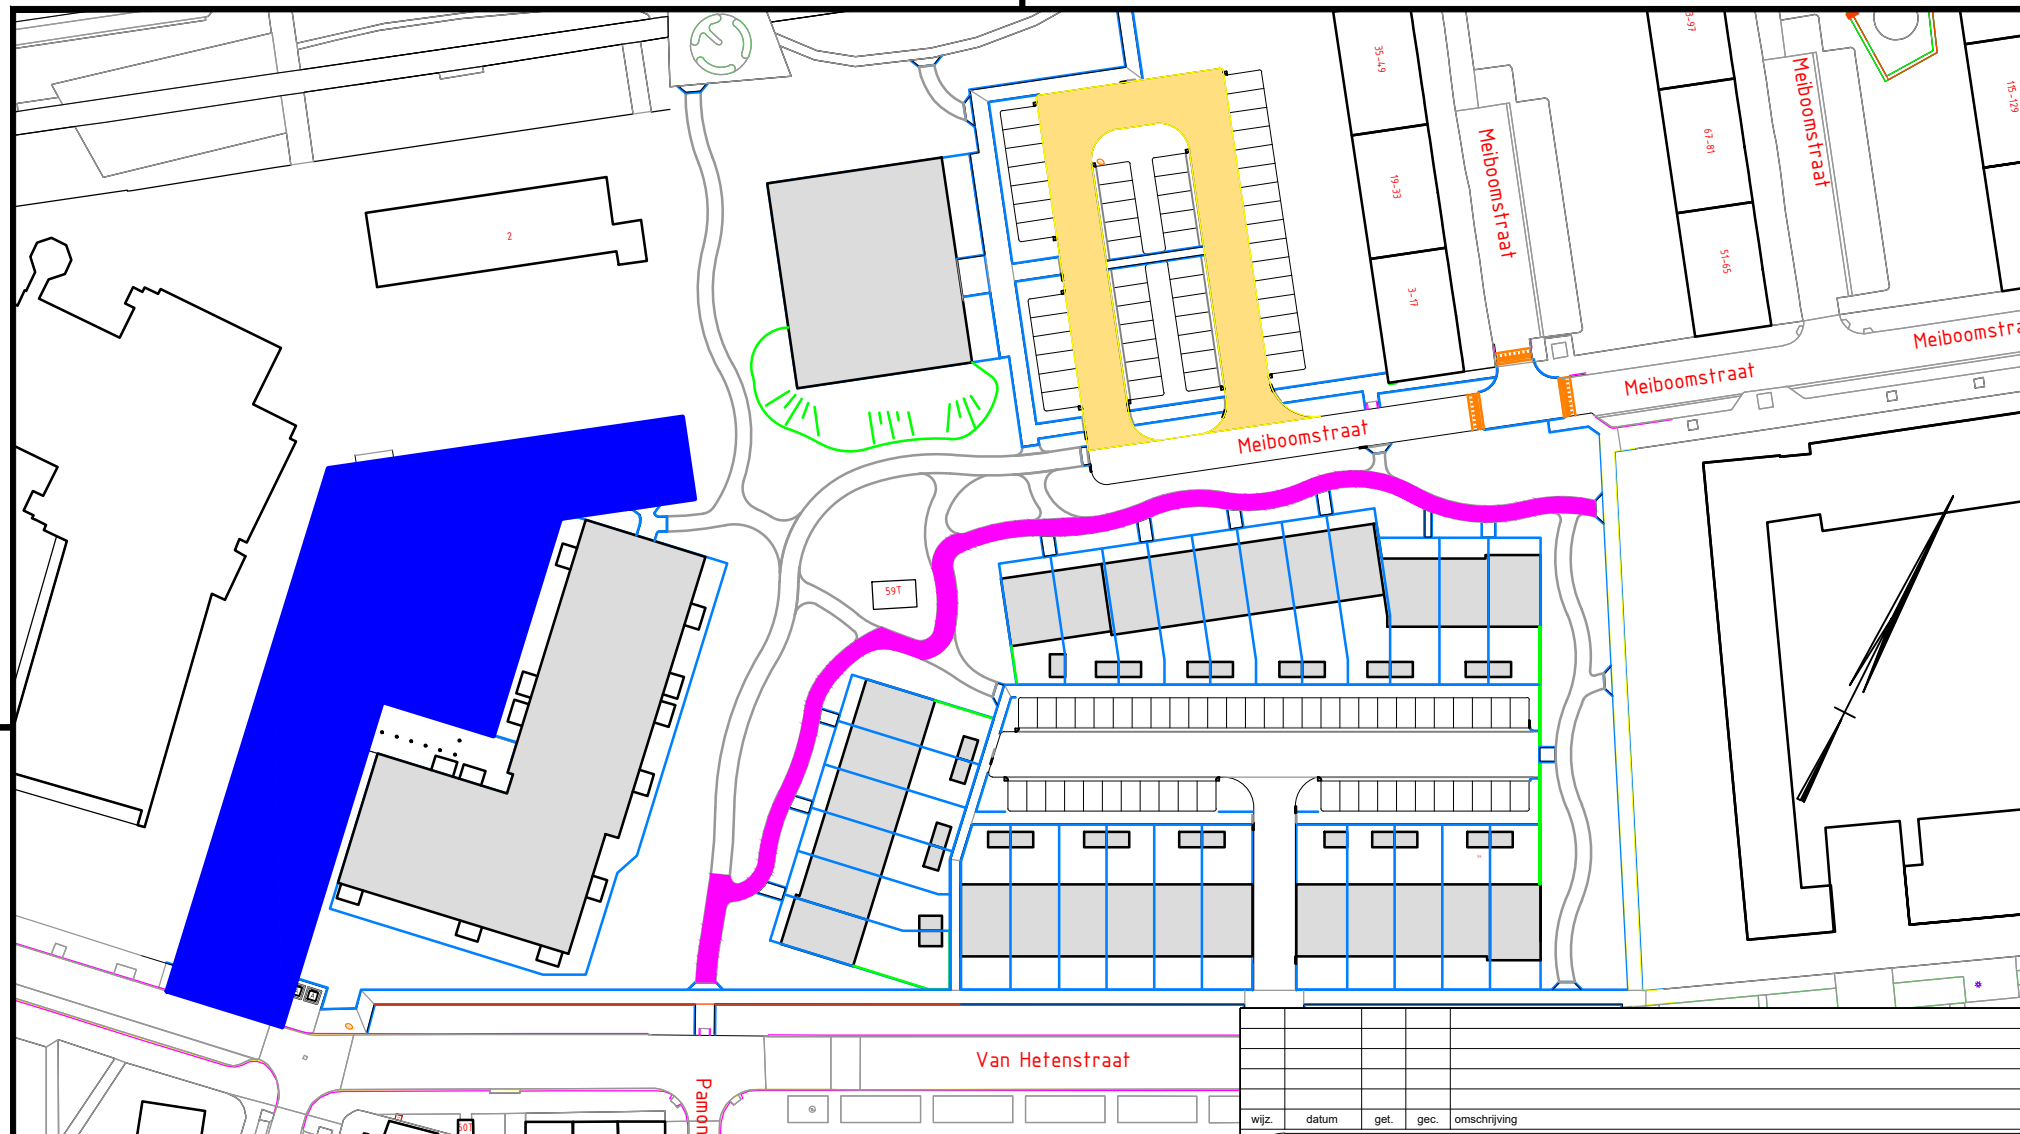 35-49
Meiboomstraat
67-81
Meiboomstraat
115-129
19-33
2
51-65
3-17
Meiboomstraat
Meiboomstraat
59T
Van Hetenstraat
wijz. datum get. gec. omschrijving